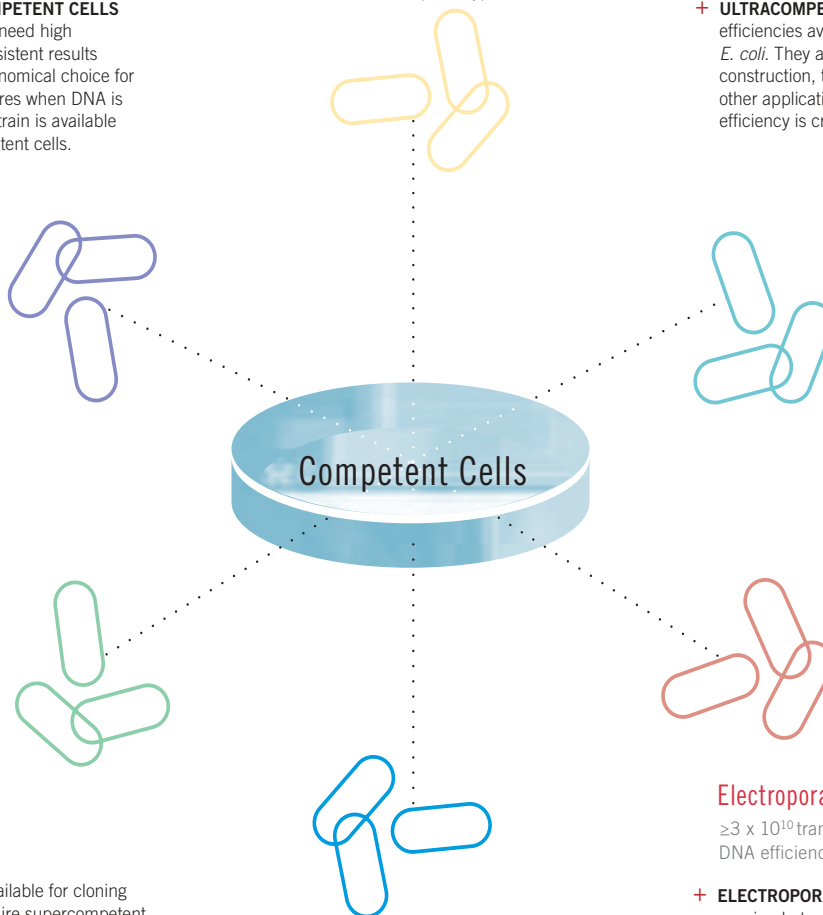 PETENT CELLS
need high
sistent results
nomical choice for
res when DNA is
train is available
tent cells.
+ ULTRACOMPE
efficiencies av
E. coli. They a
construction, t
other applicati
efficiency is cr
Competent Cells
Electropora
≥3 x 10¹⁰ tran
DNA efficienc
+ ELECTROPOR
ailable for cloning
ire supercompetent